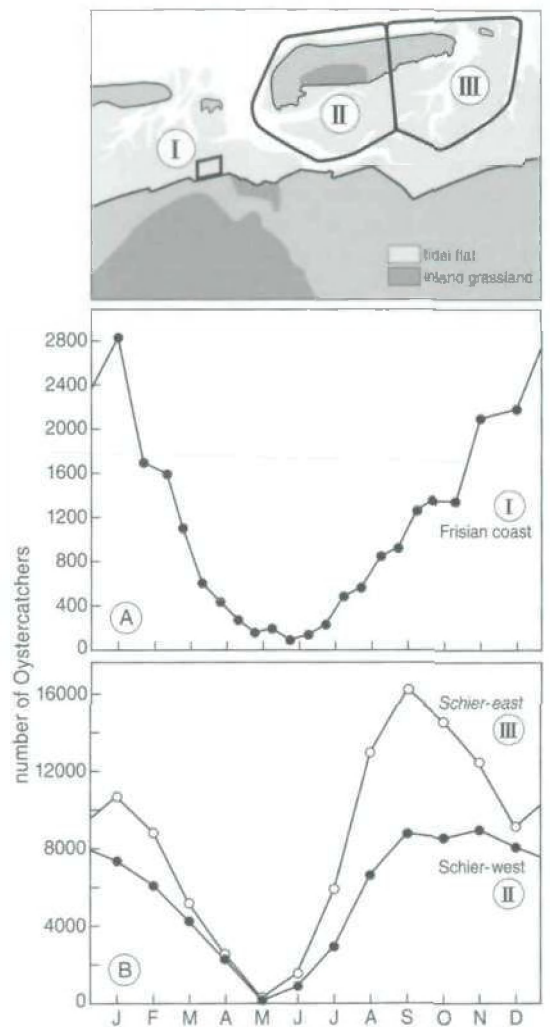 I
II
III
tidal flat
inland grassland
2800
2400
2000
1600
1200
800
400
0
I
Frisian coast
A
number of Oystercatchers
16000
12000
8000
4000
0
Schier-east
III
Schier-west
II
B
J F M A M J J A S O N D